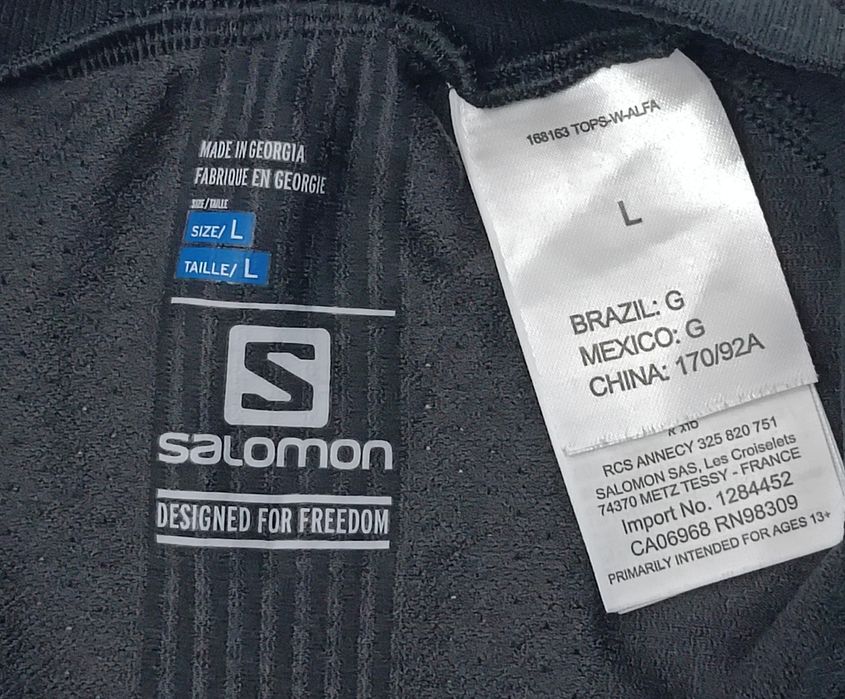 MADE IN GEORGIA
FABRIQUE EN GEORGIE
SIZE/TAILLE
SIZE/ L
TAILLE/ L
S
SALOMON
DESIGNED FOR FREEDOM
168163 TOPS-W-ALFA
L
BRAZIL: G
MEXICO: G
CHINA: 170/92A
RCS ANNECY 325 820 751
SALOMON SAS, Les Croiselets
74370 METZ TESSY - FRANCE
Import No. 1284452
CA06968 RN98309
PRIMARILY INTENDED FOR AGES 13+